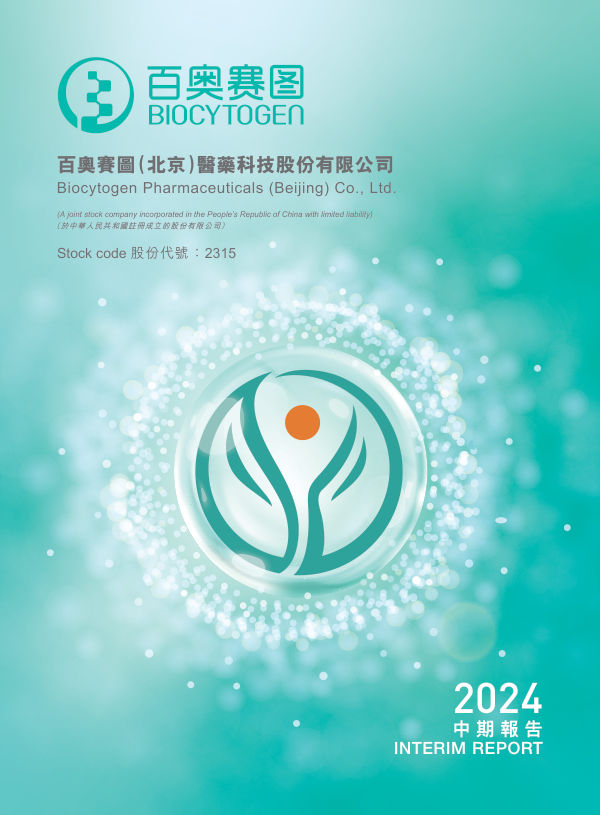 百奥赛图
BIOCYTOGEN
百奧賽圖(北京)醫藥科技股份有限公司
Biocytogen Pharmaceuticals (Beijing) Co., Ltd.
(A joint stock company incorporated in the People's Republic of China with limited liability)
(於中華人民共和國註冊成立的股份有限公司)
Stock code 股份代號：2315
2024
中期報告
INTERIM REPORT